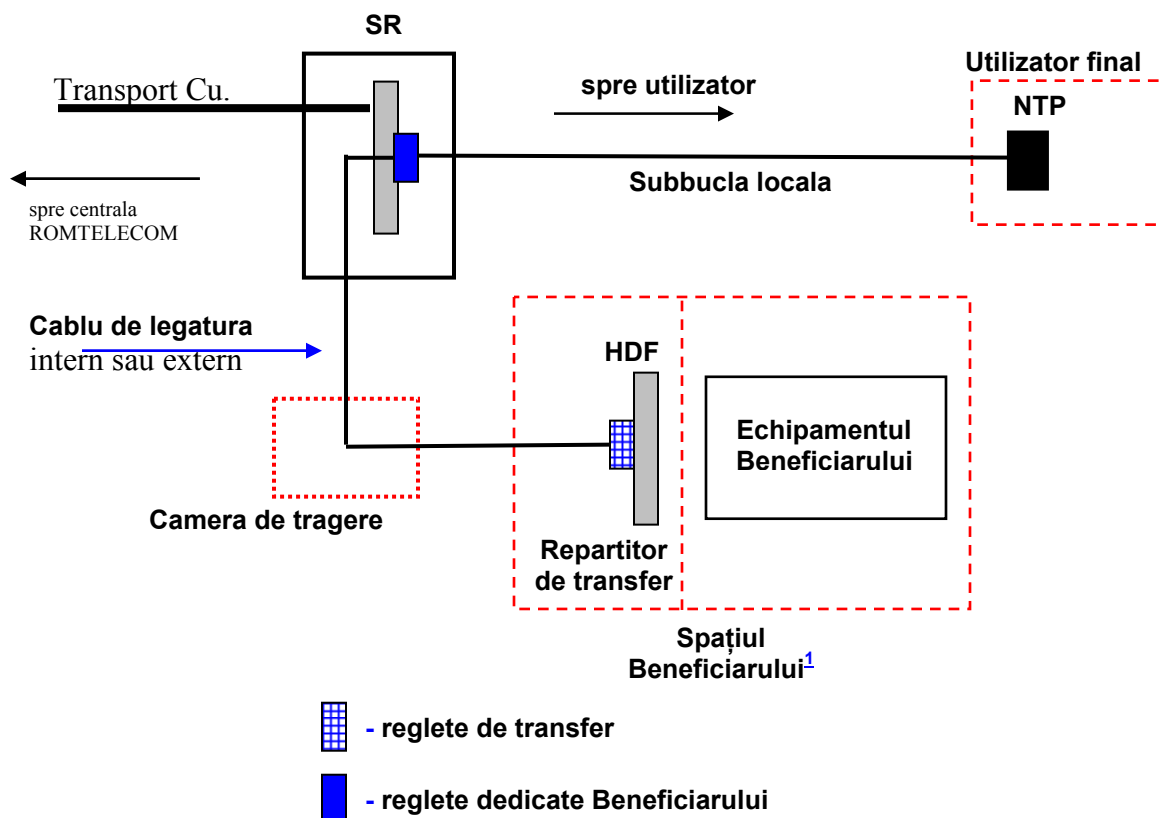 SR
Transport Cu.
spre utilizator
Utilizator final
NTP
Subbucla locala
spre centrala
ROMTELECOM
Cablu de legatura
intern sau extern
HDF
Echipamentul
Beneficiarului
Camera de tragere
Repartitor
de transfer
Spațiul
Beneficiarului1
- reglete de transfer
- reglete dedicate Beneficiarului